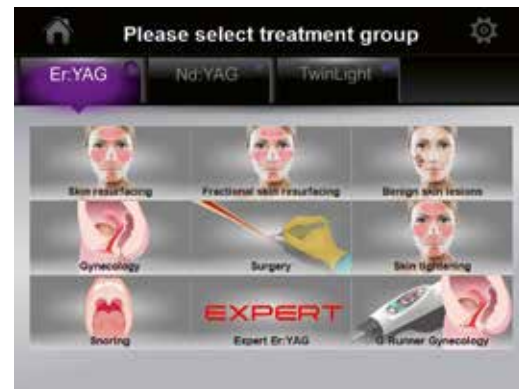 Please select treatment group
Er:YAG Nd:YAG TwinLight
Skin resurfacing Fractional skin resurfacing Benign skin lesions
Gynecology Surgery Skin tightening
EXPERT
Snoring Expert Er:YAG G Runner Gynecology